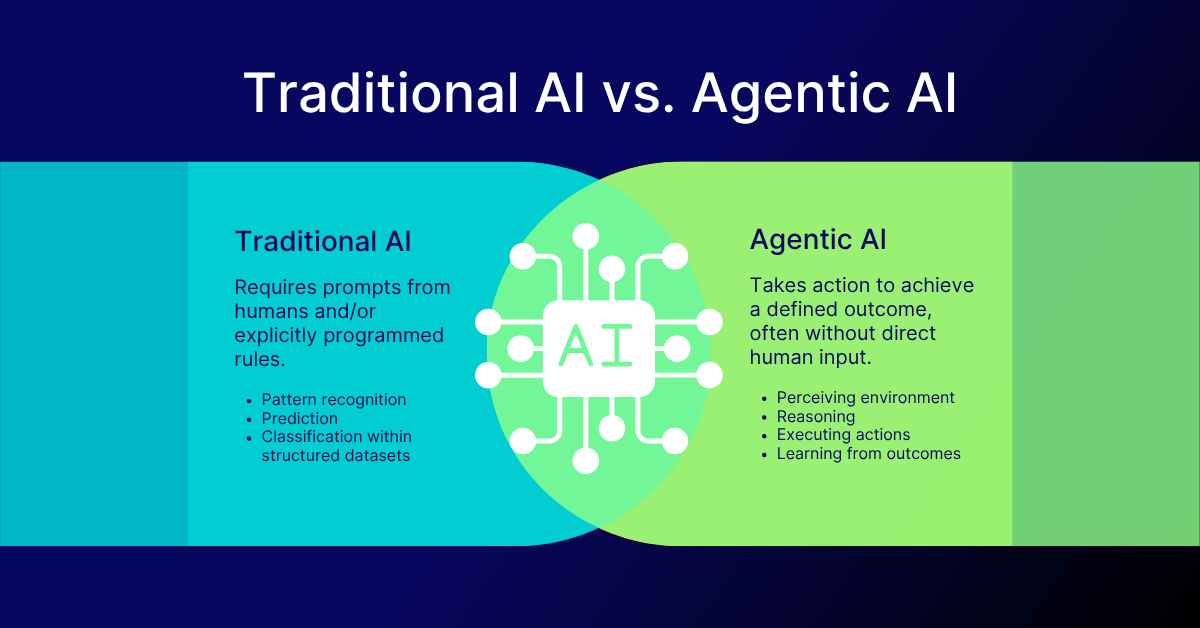 Traditional AI vs. Agentic AI
Traditional AI
Requires prompts from
humans and/or
explicitly programmed
rules.
• Pattern recognition
• Prediction
• Classification within
structured datasets
AI
Agentic AI
Takes action to achieve
a defined outcome,
often without direct
human input.
• Perceiving environment
• Reasoning
• Executing actions
• Learning from outcomes